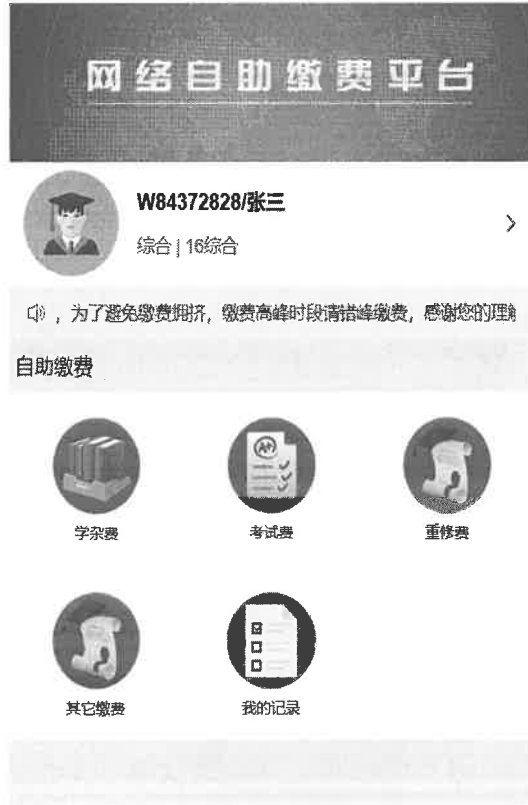 网络自助缴费平台
W84372828/张三
综合 | 16综合
，为了避免缴费拥挤，缴费高峰时段请错峰缴费，感谢您的理
自助缴费
A+
学杂费 考试费 重修费
其它缴费 我的记录